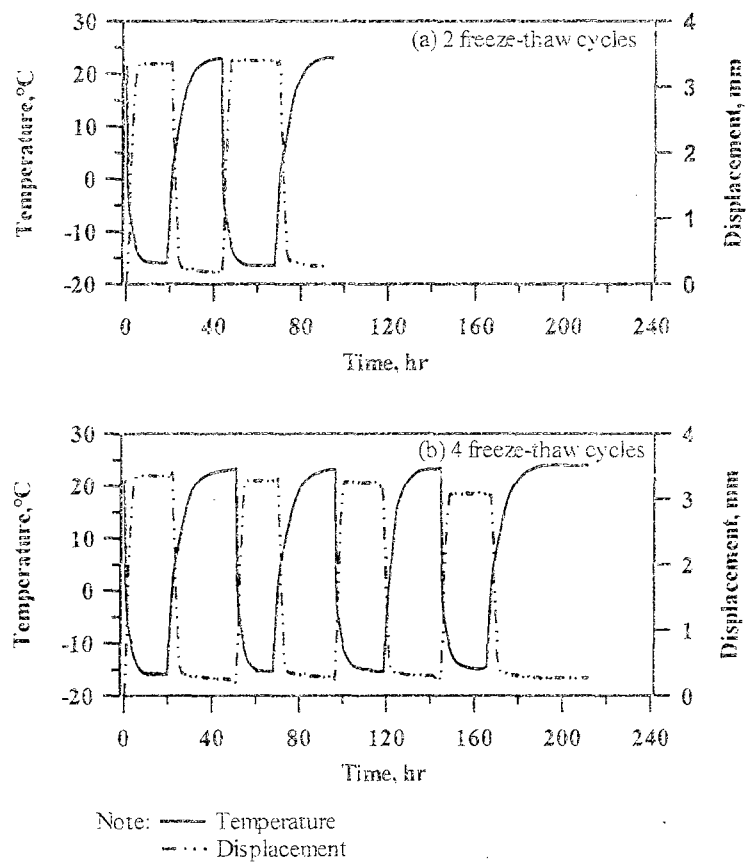 (a) 2 freeze-thaw cycles
Temperature,°C
30
20
10
0
-10
-20
4
3
2
1
0
Displacement, mm
0 40 80 120 160 200 240
Time, hr
(b) 4 freeze-thaw cycles
Temperature,°C
30
20
10
0
-10
-20
4
3
2
1
0
Displacement, mm
0 40 80 120 160 200 240
Time, hr
Note: Temperature
Displacement